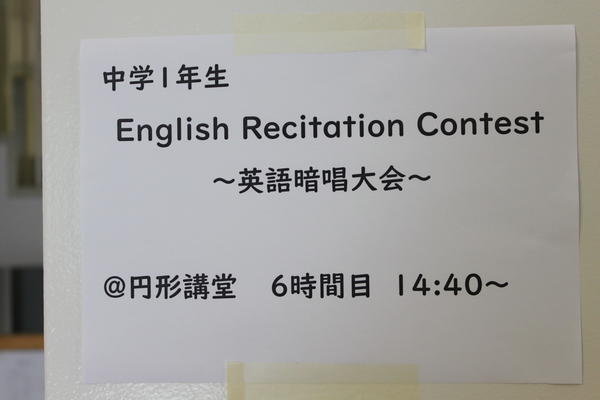 中学1年生
English Recitation Contest
～英語暗唱大会～
@円形講堂 6時間目 14:40～